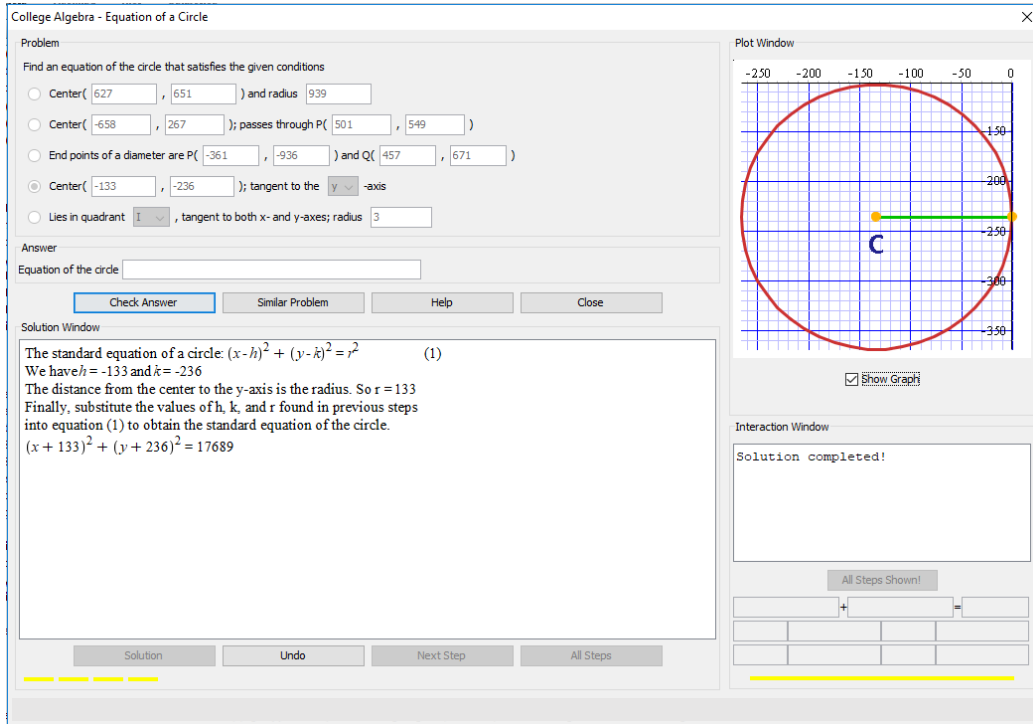 College Algebra - Equation of a Circle
Problem
Find an equation of the circle that satisfies the given conditions
Center( 627 , 651 ) and radius 939
Center( -658 , 267 ); passes through P( 501 , 549 )
End points of a diameter are P( -361 , -936 ) and Q( 457 , 671 )
Center( -133 , -236 ); tangent to the y -axis
Lies in quadrant I , tangent to both x- and y-axes; radius 3
Answer
Equation of the circle
Check Answer Similar Problem Help Close
Solution Window
The standard equation of a circle: (x - h)² + (y - k)² = r² (1)
We have h = -133 and k = -236
The distance from the center to the y-axis is the radius. So r = 133
Finally, substitute the values of h, k, and r found in previous steps
into equation (1) to obtain the standard equation of the circle.
(x + 133)² + (y + 236)² = 17689
Solution Undo Next Step All Steps
Plot Window
-250 -200 -150 -100 -50 0
-150
-200
-250
-300
-350
C
Show Graph
Interaction Window
Solution completed!
All Steps Shown!
+ =